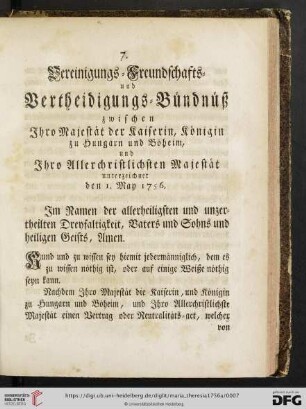 7.
Vereinigungs-Freundschafts-
und
Vertheidigungs-Bündnüß
zwischen
Ihro Majestät der Kaiserin, Königin
zu Hungarn und Böheim,
und
Ihro Allerchristlichsten Majestät
unterzeichnet
den 1. May 1756.
Im Namen der allerheiligsten und unzer-
theilten Dreyfaltigkeit, Vaters und Sohns und
heiligen Geists, Amen.
Kund und zu wissen sey hiemit jedermänniglich, dem es
zu wissen nöthig ist, oder auf einige Weiße nöthig
seyn kann.
Nachdem Ihro Majestät die Kaiserin, und Königin
zu Hungarn und Böheim, und Ihro Allerchristlichste
Majestät einen Vertrag oder Neutralitäts-act, welcher
von
UNIVERSITÄTS-
BIBLIOTHEK
HEIDELBERG
https://digi.ub.uni-heidelberg.de/diglit/maria_theresia1756a/0007